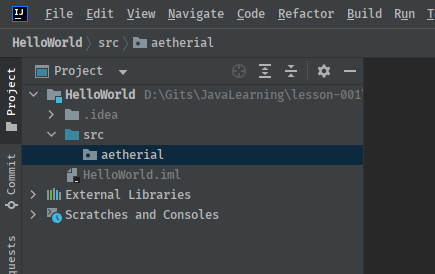 IJ File Edit View Navigate Code Refactor Build Run T
HelloWorld src aetherial
Project
Project
HelloWorld D:\Gits\JavaLearning\lesson-001\
.idea
src
aetherial
HelloWorld.iml
External Libraries
Scratches and Consoles
Commit
quests